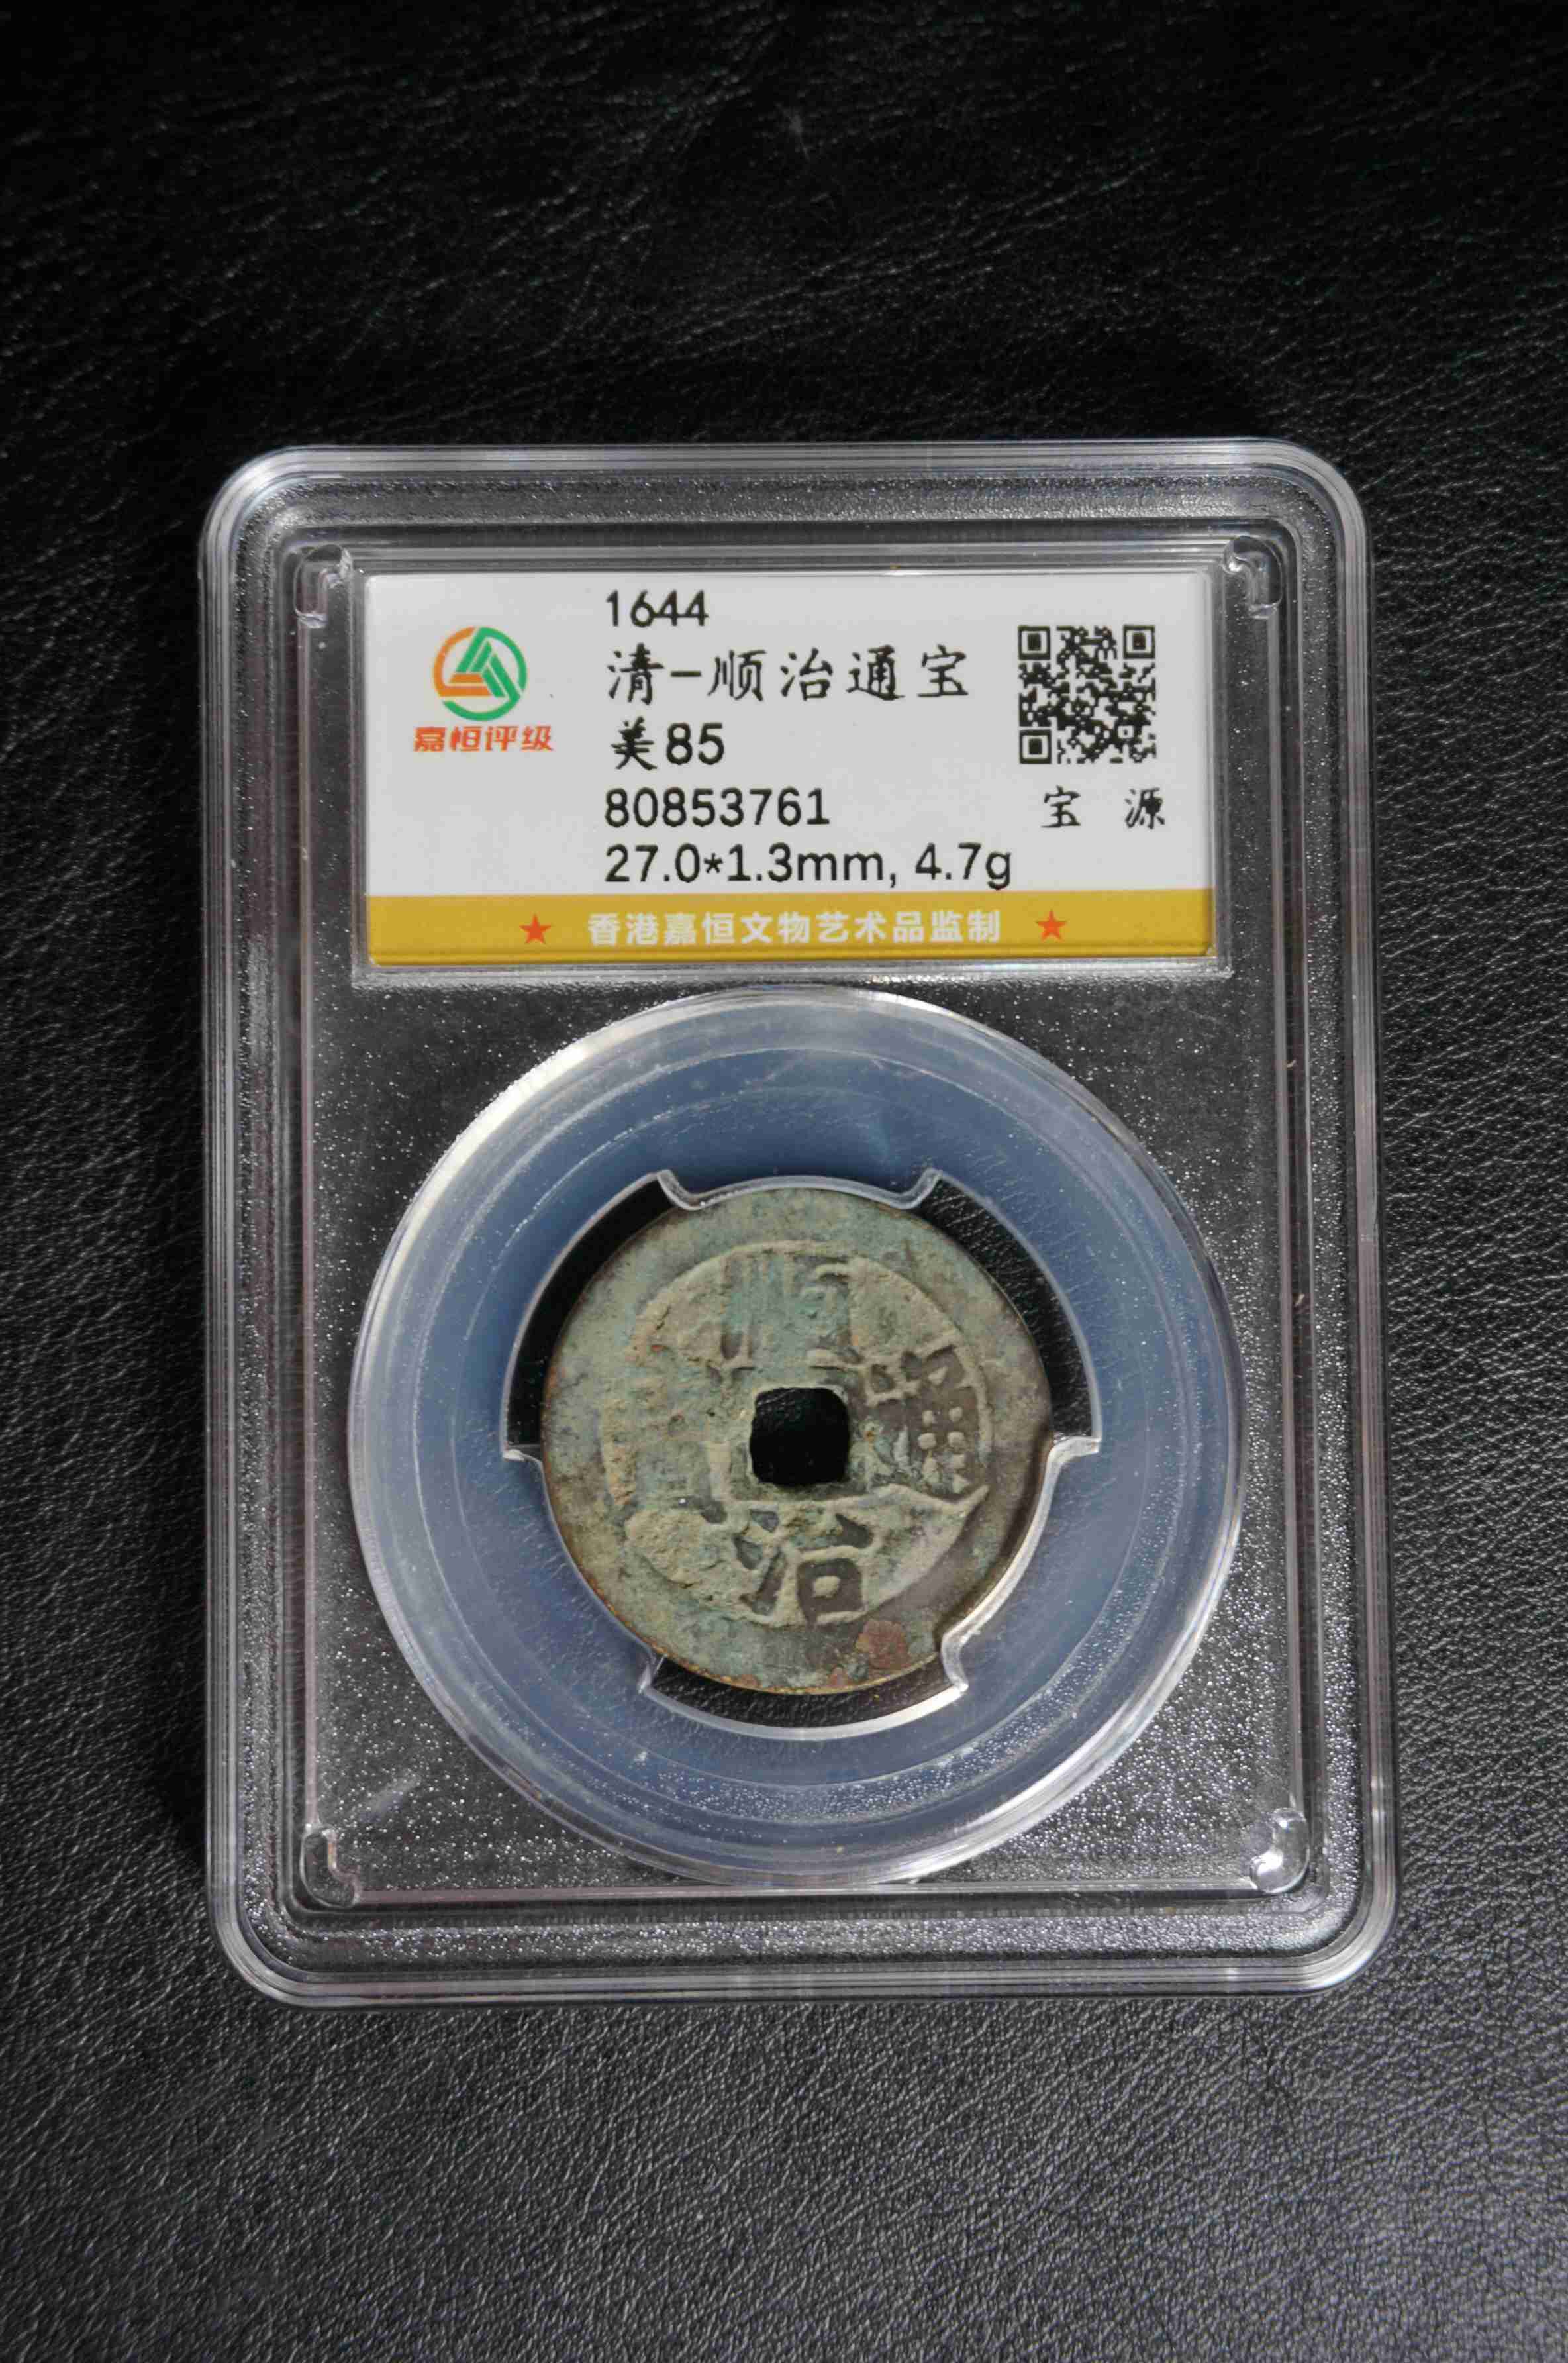 1644
清-顺治通宝
美85
嘉恒评级
80853761
宝 源
27.0*1.3mm, 4.7g
★ 香港嘉恒文物艺术品监制 ★
順
治
通